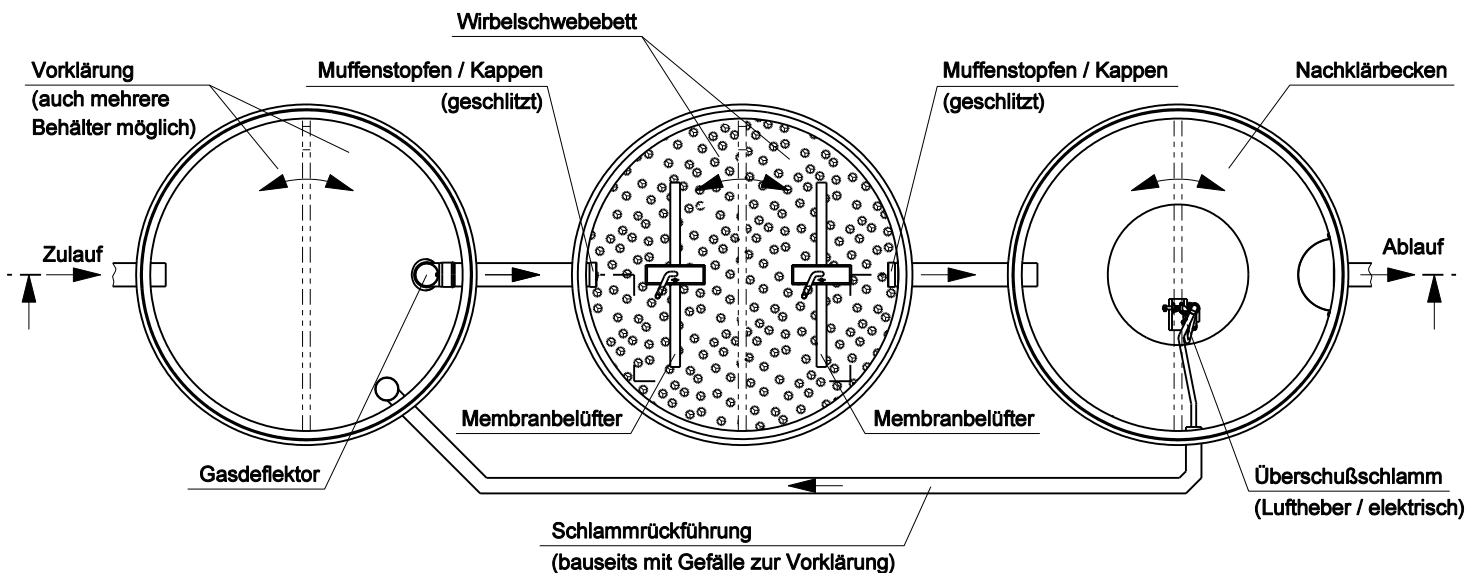 Wirbelschwebebett
Vorklärung
(auch mehrere
Behälter möglich)
Muffenstopfen / Kappen
(geschlitzt)
Muffenstopfen / Kappen
(geschlitzt)
Nachklärbecken
Zulauf
Ablauf
Membranbelüfter
Membranbelüfter
Gasdeflektor
Überschußschlamm
(Luftheber / elektrisch)
Schlammrückführung
(bauseits mit Gefälle zur Vorklärung)